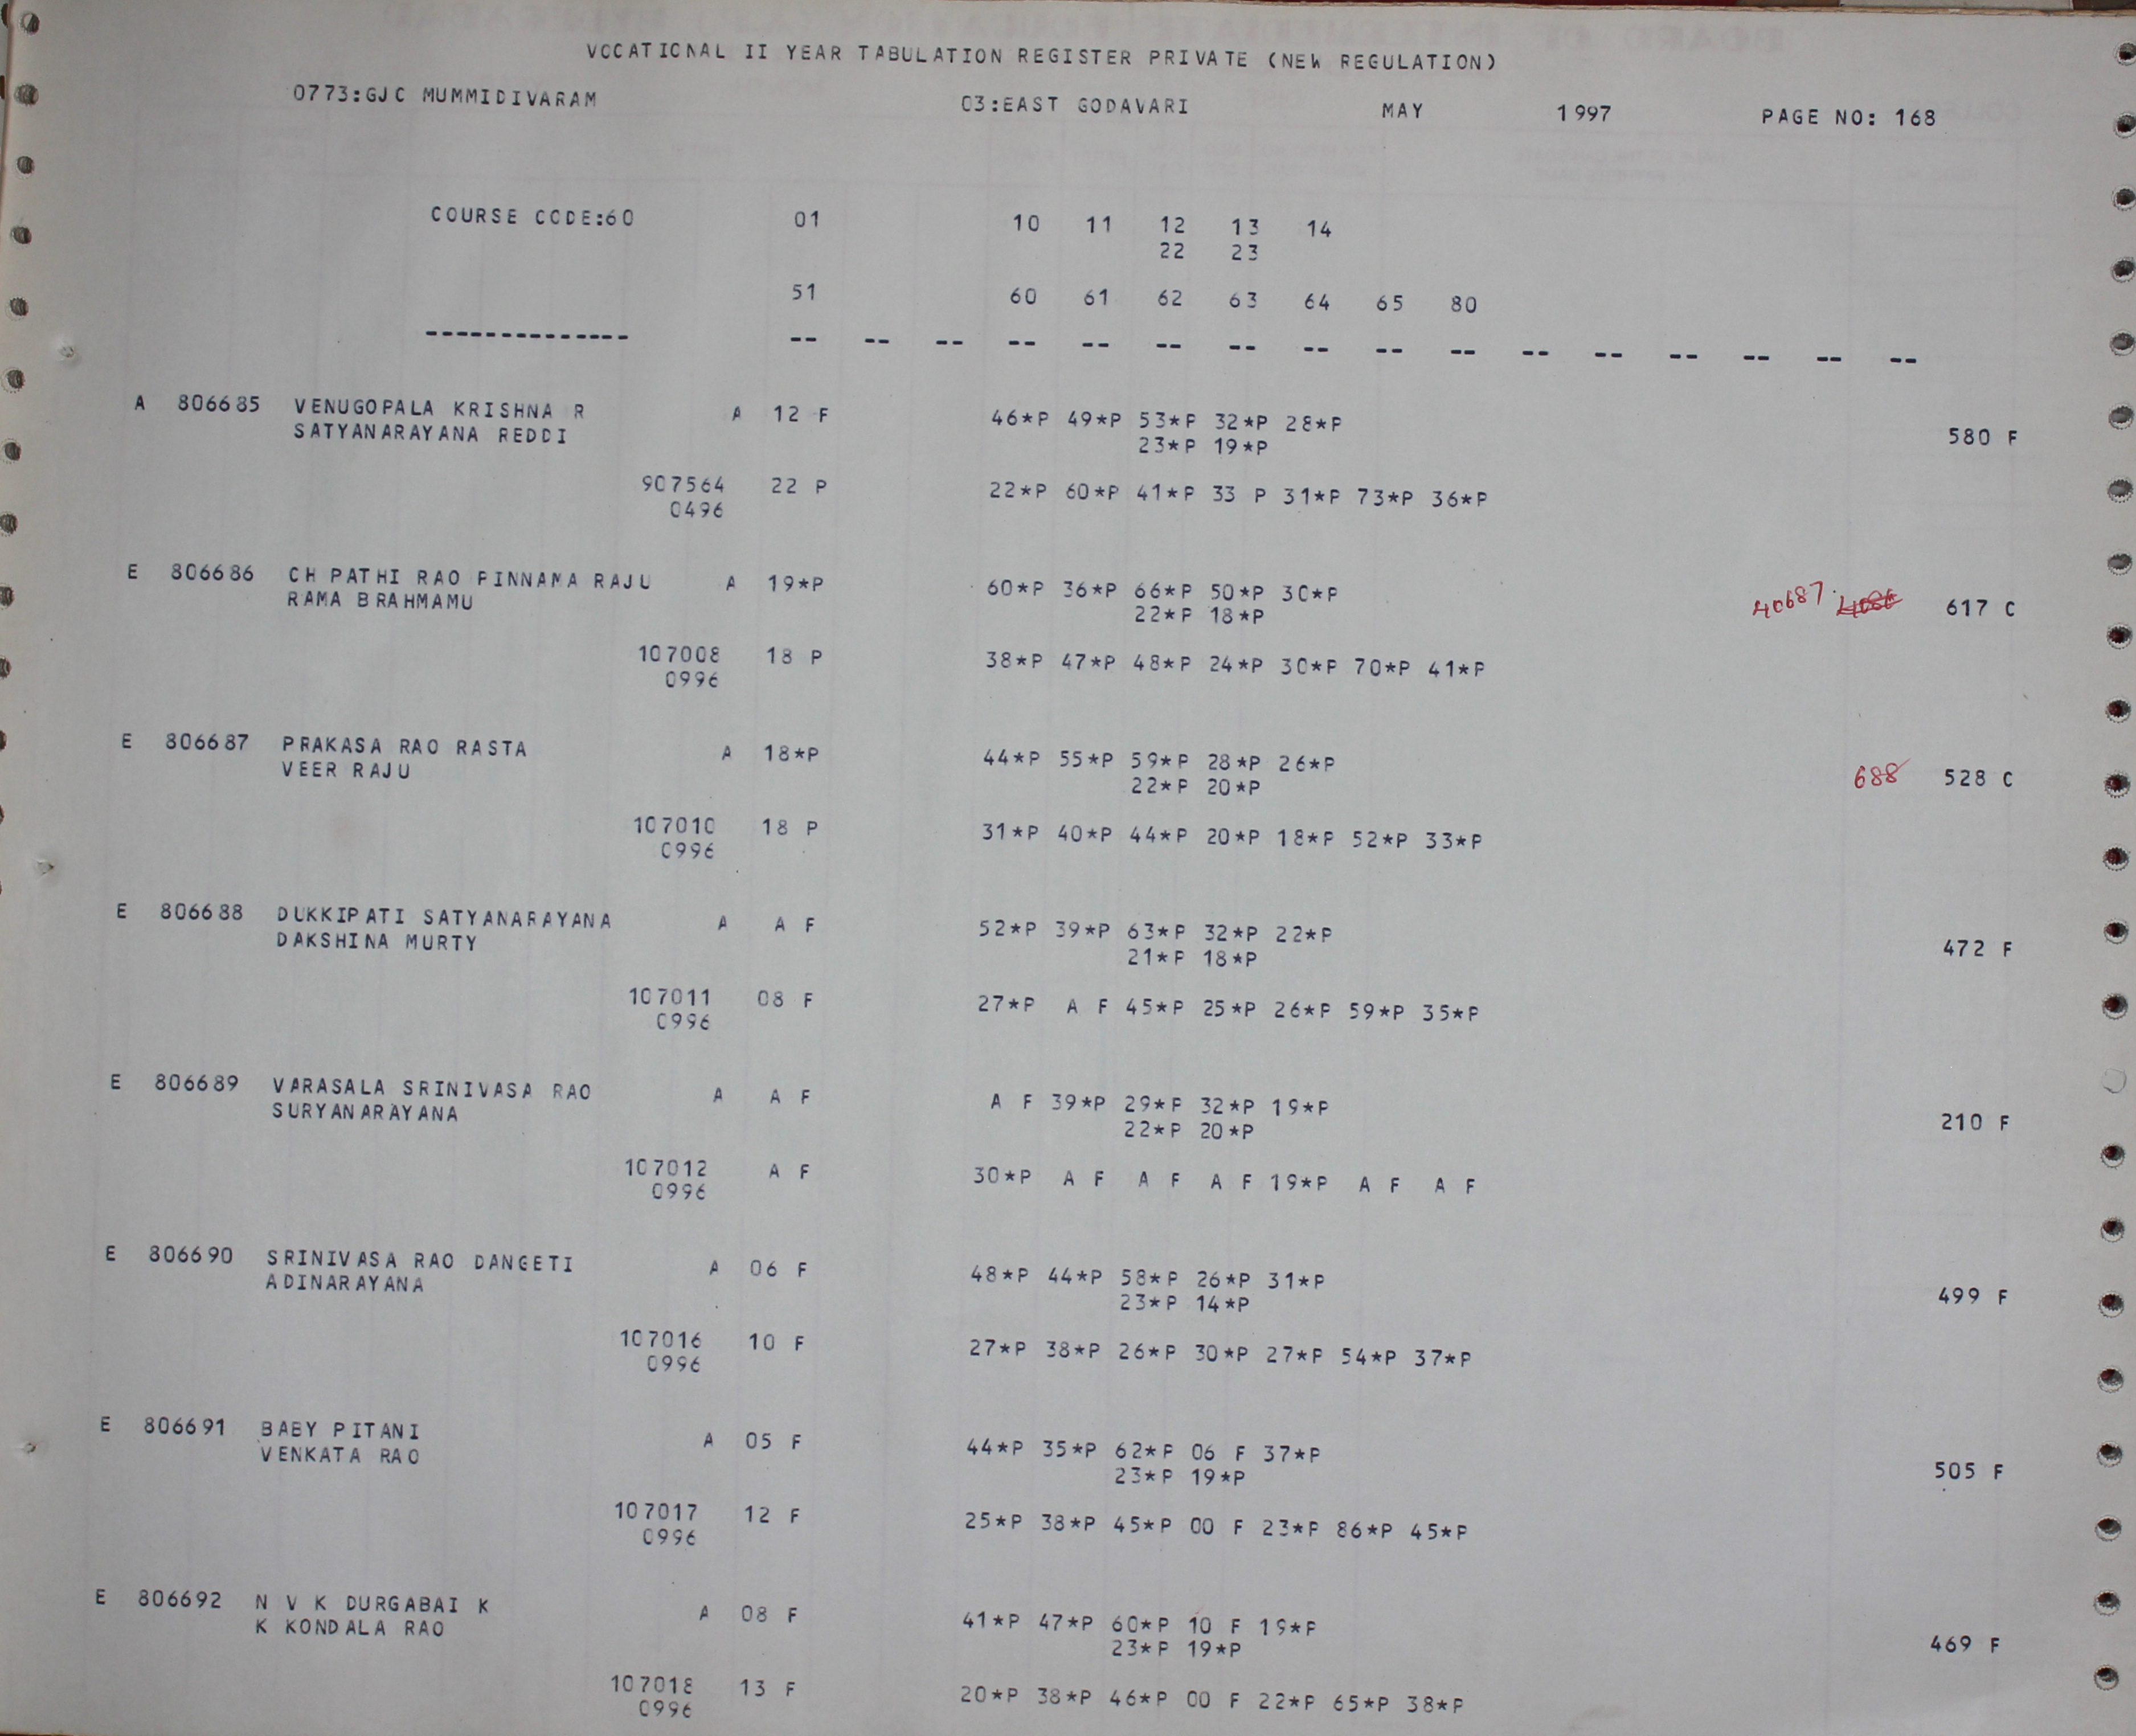 VOCATIONAL II YEAR TABULATION REGISTER PRIVATE (NEW REGULATION)
0773:GJC MUMMIDIVARAM 03:EAST GODAVARI MAY 1997 PAGE NO: 168
COURSE CODE:60 01 10 11 12 13 14
22 23
51 60 61 62 63 64 65 80
-------------- -- -- -- -- -- -- -- -- -- -- -- -- -- -- -- --
A 806685 VENUGOPALA KRISHNA R A 12 F 46*P 49*P 53*P 32*P 28*P
SATYANARAYANA REDDI 23*P 19*P 580 F
907564 22 P 22*P 60*P 41*P 33 P 31*P 73*P 36*P
0496
E 806686 CH PATHI RAO PINNAMA RAJU A 19*P 60*P 36*P 66*P 50*P 30*P
RAMA BRAHMAMU 22*P 18*P 40687. 617 C
107008 18 P 38*P 47*P 48*P 24*P 30*P 70*P 41*P
0996
E 806687 PRAKASA RAO RASTA A 18*P 44*P 55*P 59*P 28*P 26*P
VEER RAJU 22*P 20*P 688 528 C
107010 18 P 31*P 40*P 44*P 20*P 18*P 52*P 33*P
0996
E 806688 DUKKIPATI SATYANARAYANA A A F 52*P 39*P 63*P 32*P 22*P
DAKSHINA MURTY 21*P 18*P 472 F
107011 08 F 27*P A F 45*P 25*P 26*P 59*P 35*P
0996
E 806689 VARASALA SRINIVASA RAO A A F A F 39*P 29*P 32*P 19*P
SURYANARAYANA 22*P 20*P 210 F
107012 A F 30*P A F A F A F 19*P A F A F
0996
E 806690 SRINIVASA RAO DANGETI A 06 F 48*P 44*P 58*P 26*P 31*P
ADINARAYANA 23*P 14*P 499 F
107016 10 F 27*P 38*P 26*P 30*P 27*P 54*P 37*P
0996
E 806691 BABY PITANI A 05 F 44*P 35*P 62*P 06 F 37*P
VENKATA RAO 23*P 19*P 505 F
107017 12 F 25*P 38*P 45*P 00 F 23*P 86*P 45*P
0996
E 806692 N V K DURGABAI K A 08 F 41*P 47*P 60*P 10 F 19*P
K KONDALA RAO 23*P 19*P 469 F
107018 13 F 20*P 38*P 46*P 00 F 22*P 65*P 38*P
0996